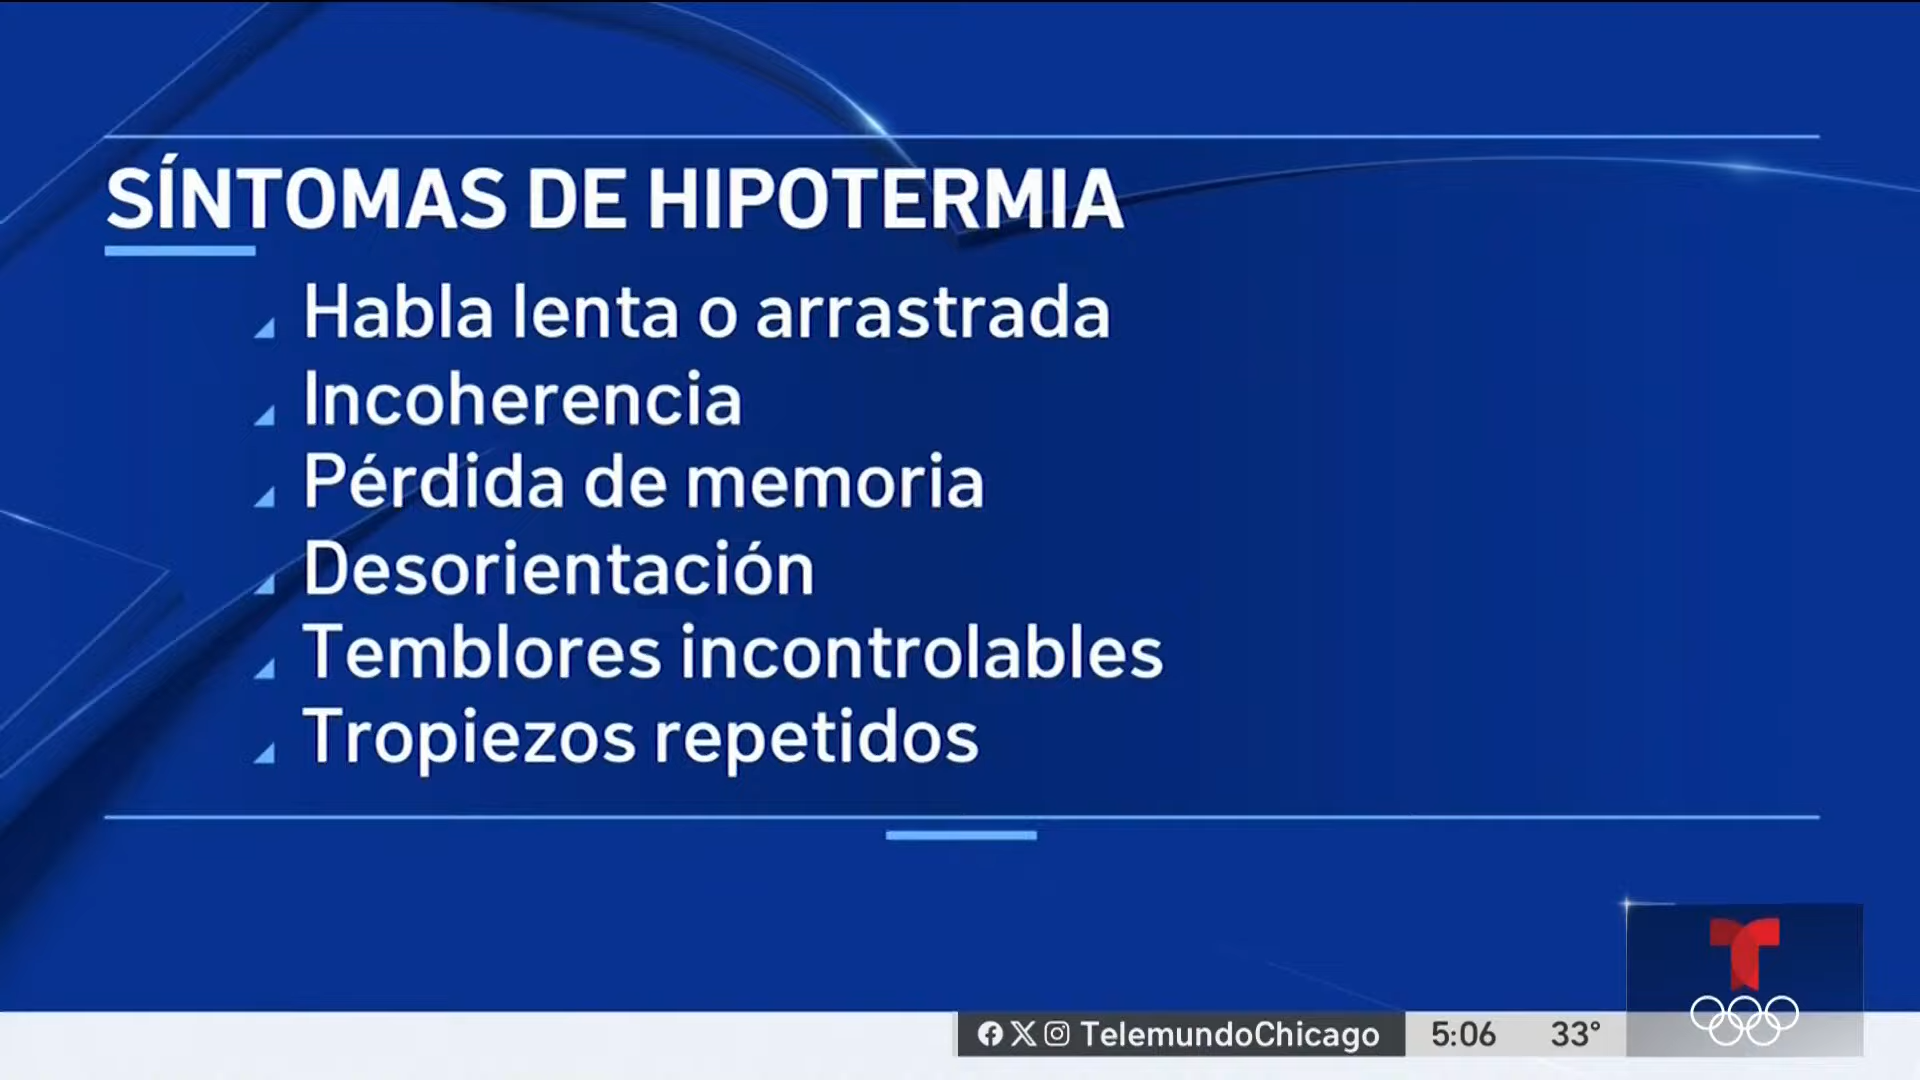 SÍNTOMAS DE HIPOTERMIA
Habla lenta o arrastrada
Incoherencia
Pérdida de memoria
Desorientación
Temblores incontrolables
Tropiezos repetidos
TelemundoChicago 5:06 33°